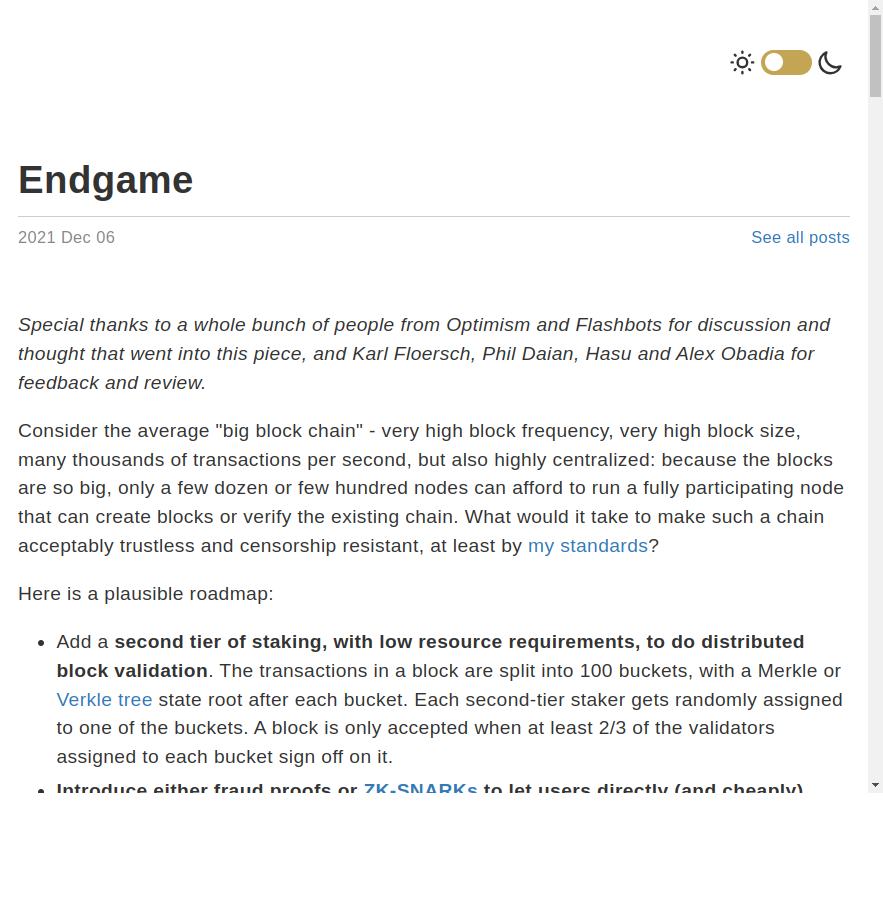 Endgame
2021 Dec 06
See all posts
Special thanks to a whole bunch of people from Optimism and Flashbots for discussion and
thought that went into this piece, and Karl Floersch, Phil Daian, Hasu and Alex Obadia for
feedback and review.
Consider the average "big block chain" - very high block frequency, very high block size,
many thousands of transactions per second, but also highly centralized: because the blocks
are so big, only a few dozen or few hundred nodes can afford to run a fully participating node
that can create blocks or verify the existing chain. What would it take to make such a chain
acceptably trustless and censorship resistant, at least by my standards?
Here is a plausible roadmap:
Add a second tier of staking, with low resource requirements, to do distributed
block validation. The transactions in a block are split into 100 buckets, with a Merkle or
Verkle tree state root after each bucket. Each second-tier staker gets randomly assigned
to one of the buckets. A block is only accepted when at least 2/3 of the validators
assigned to each bucket sign off on it.
Introduce either fraud proofs or ZK-SNARKs to let users directly (and cheaply)